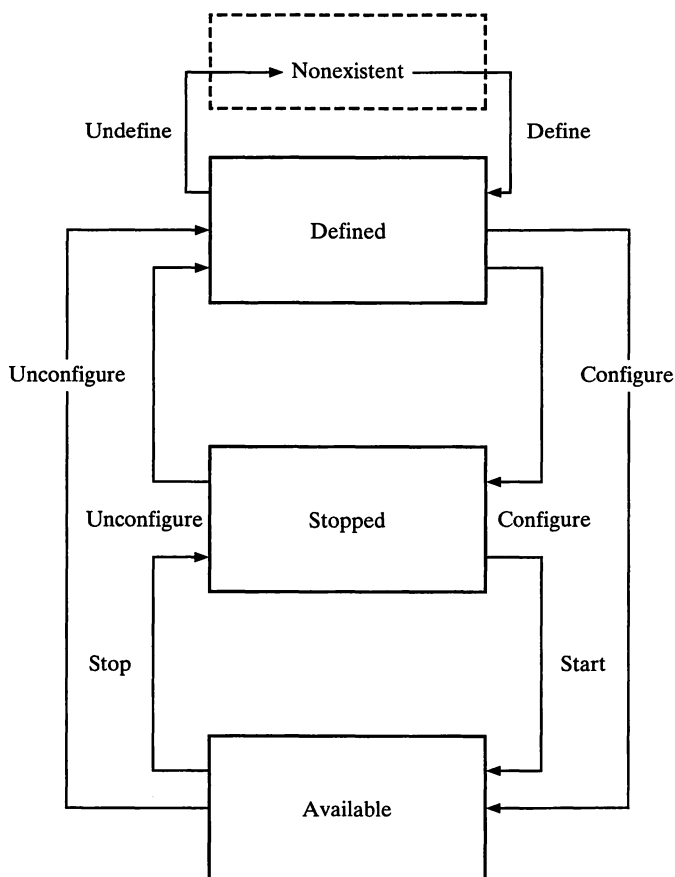 Nonexistent
Undefine
Define
Defined
Unconfigure
Configure
Unconfigure
Stopped
Configure
Stop
Start
Available